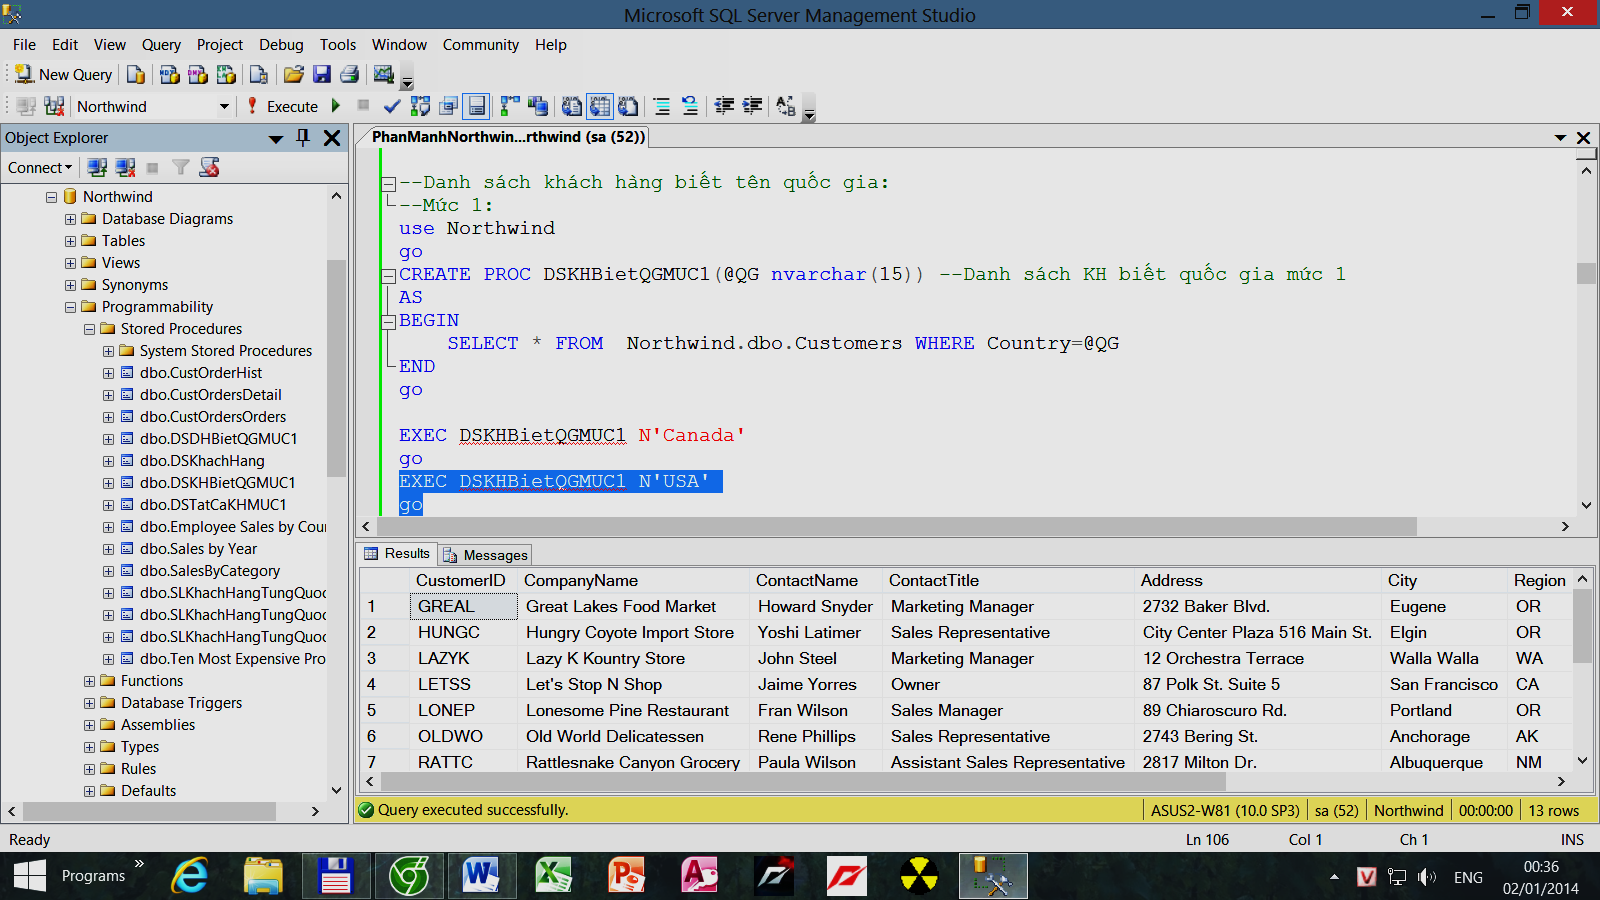 Microsoft SQL Server Management Studio
File Edit View Query Project Debug Tools Window Community Help
New Query
Northwind Execute
Object Explorer
Connect
Northwind
Database Diagrams
Tables
Views
Synonyms
Programmability
Stored Procedures
System Stored Procedures
dbo.CustOrderHist
dbo.CustOrdersDetail
dbo.CustOrdersOrders
dbo.DSDHBietQGMUC1
dbo.DSKhachHang
dbo.DSKHBietQGMUC1
dbo.DSTatCaKHMUC1
dbo.Employee Sales by Cour
dbo.Sales by Year
dbo.SalesByCategory
dbo.SLKhachHangTungQuoc
dbo.SLKhachHangTungQuoc
dbo.SLKhachHangTungQuoc
dbo.Ten Most Expensive Pro
Functions
Database Triggers
Assemblies
Types
Rules
Defaults
PhanManhNorthwin...rthwind (sa (52))
--Danh sách khách hàng biết tên quốc gia:
--Mức 1:
use Northwind
go
CREATE PROC DSKHBietQGMUC1(@QG nvarchar(15)) --Danh sách KH biết quốc gia mức 1
AS
BEGIN
SELECT * FROM Northwind.dbo.Customers WHERE Country=@QG
END
go
EXEC DSKHBietQGMUC1 N'Canada'
go
EXEC DSKHBietQGMUC1 N'USA'
go
Results Messages
CustomerID CompanyName ContactName ContactTitle Address City Region
1 GREAL Great Lakes Food Market Howard Snyder Marketing Manager 2732 Baker Blvd. Eugene OR
2 HUNGC Hungry Coyote Import Store Yoshi Latimer Sales Representative City Center Plaza 516 Main St. Elgin OR
3 LAZYK Lazy K Kountry Store John Steel Marketing Manager 12 Orchestra Terrace Walla Walla WA
4 LETSS Let's Stop N Shop Jaime Yorres Owner 87 Polk St. Suite 5 San Francisco CA
5 LONEP Lonesome Pine Restaurant Fran Wilson Sales Manager 89 Chiaroscuro Rd. Portland OR
6 OLDWO Old World Delicatessen Rene Phillips Sales Representative 2743 Bering St. Anchorage AK
7 RATTC Rattlesnake Canyon Grocery Paula Wilson Assistant Sales Representative 2817 Milton Dr. Albuquerque NM
Query executed successfully. ASUS2-W81 (10.0 SP3) sa (52) Northwind 00:00:00 13 rows
Ready Ln 106 Col 1 Ch 1 INS
Programs » ENG 00:36
02/01/2014